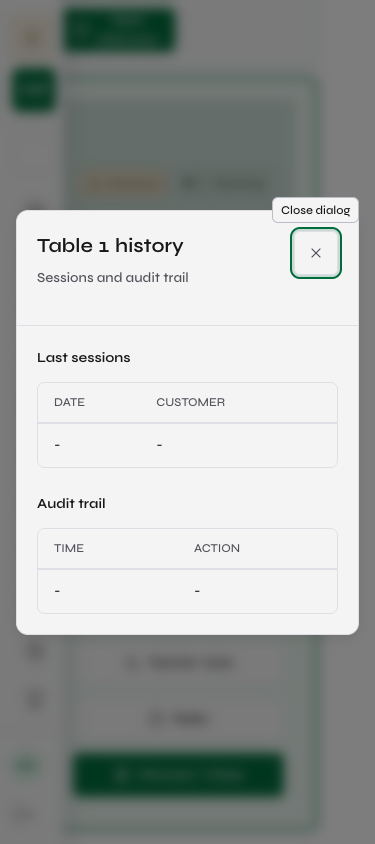 Close dialog
Table 1 history
Sessions and audit trail
Last sessions
DATE CUSTOMER
- -
Audit trail
TIME ACTION
- -